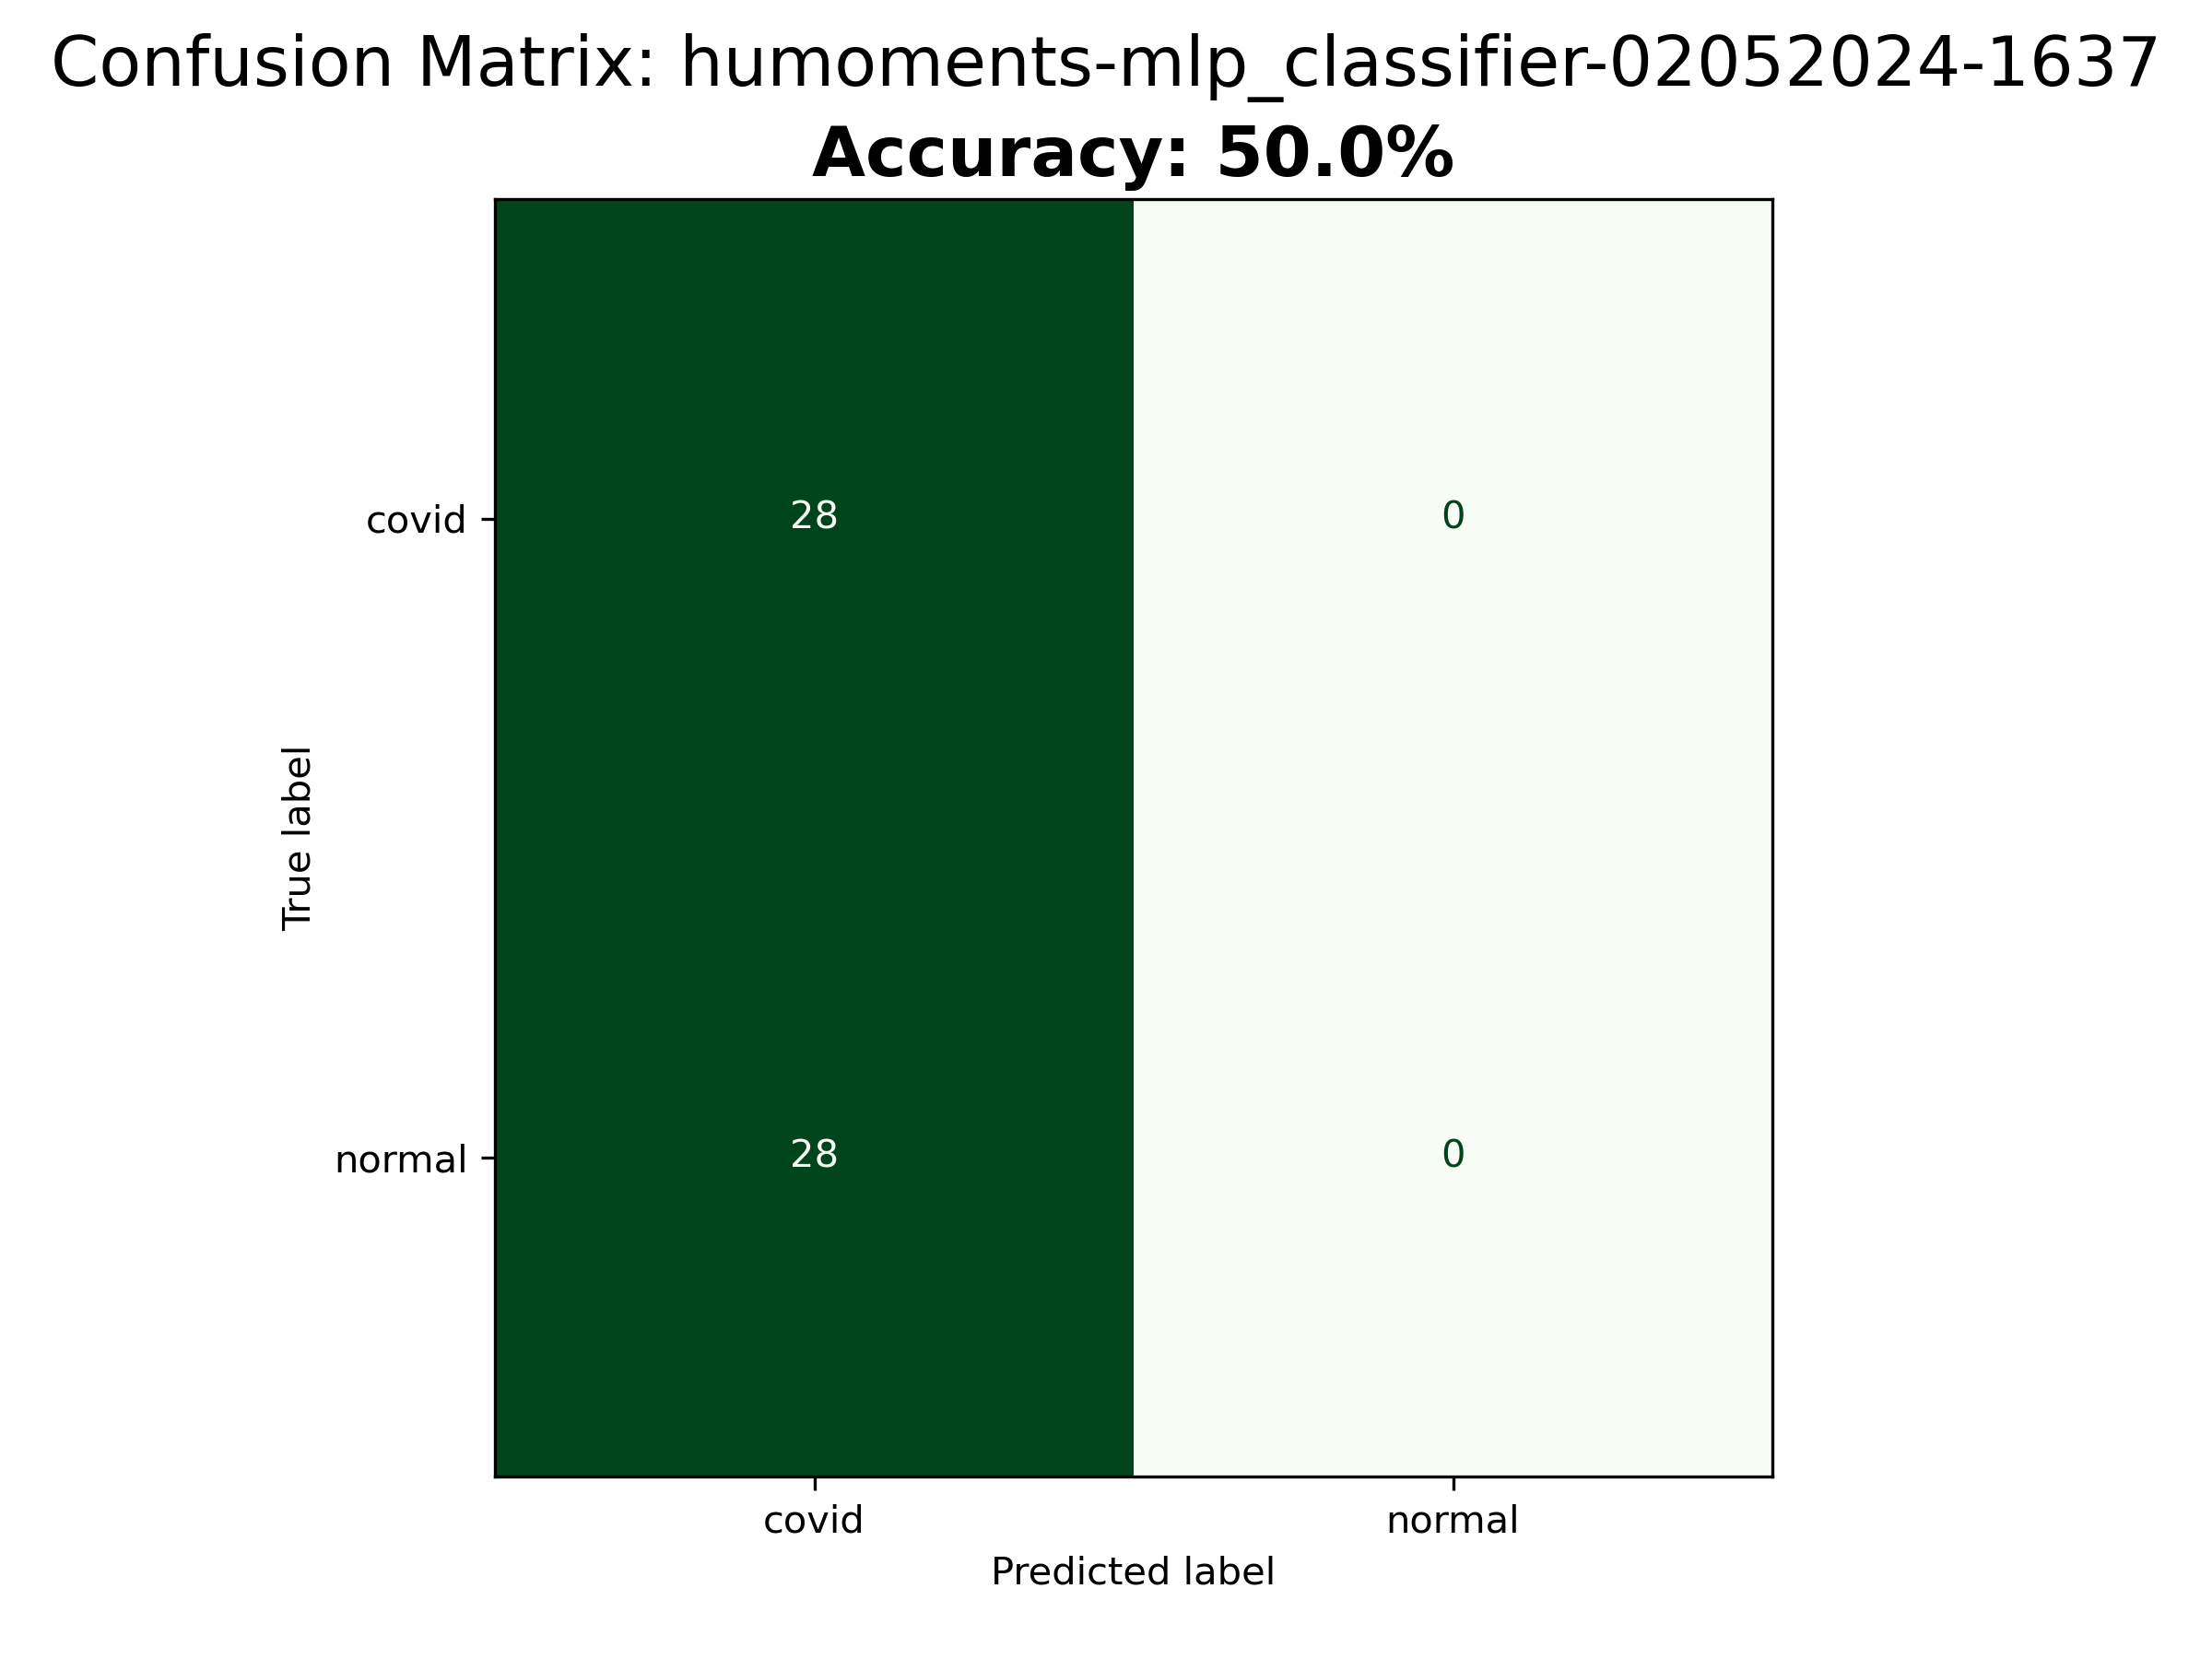 Confusion Matrix: humoments-mlp_classifier-02052024-1637
Accuracy: 50.0%
covid
28
0
True label
normal
28
0
covid
normal
Predicted label